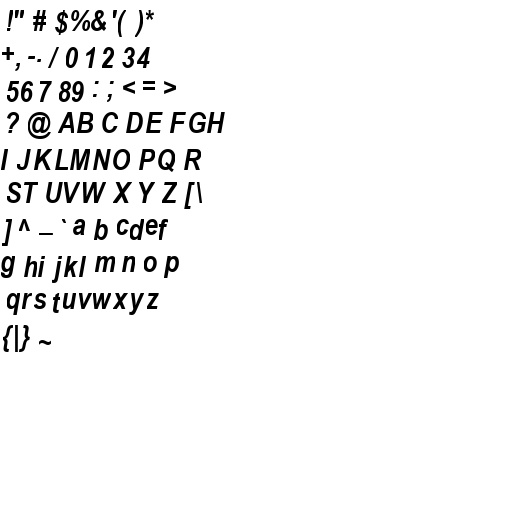 !" # $%&'( )*
+, -. / 0 1 2 34
56 7 89 : ; < = >
? @ AB C DE FGH
I JKLMNO PQ R
ST UVW X Y Z [\
] ^ _ ` a b cdef
g hi jkl m n o p
qrs tuvwxyz
{|} ~